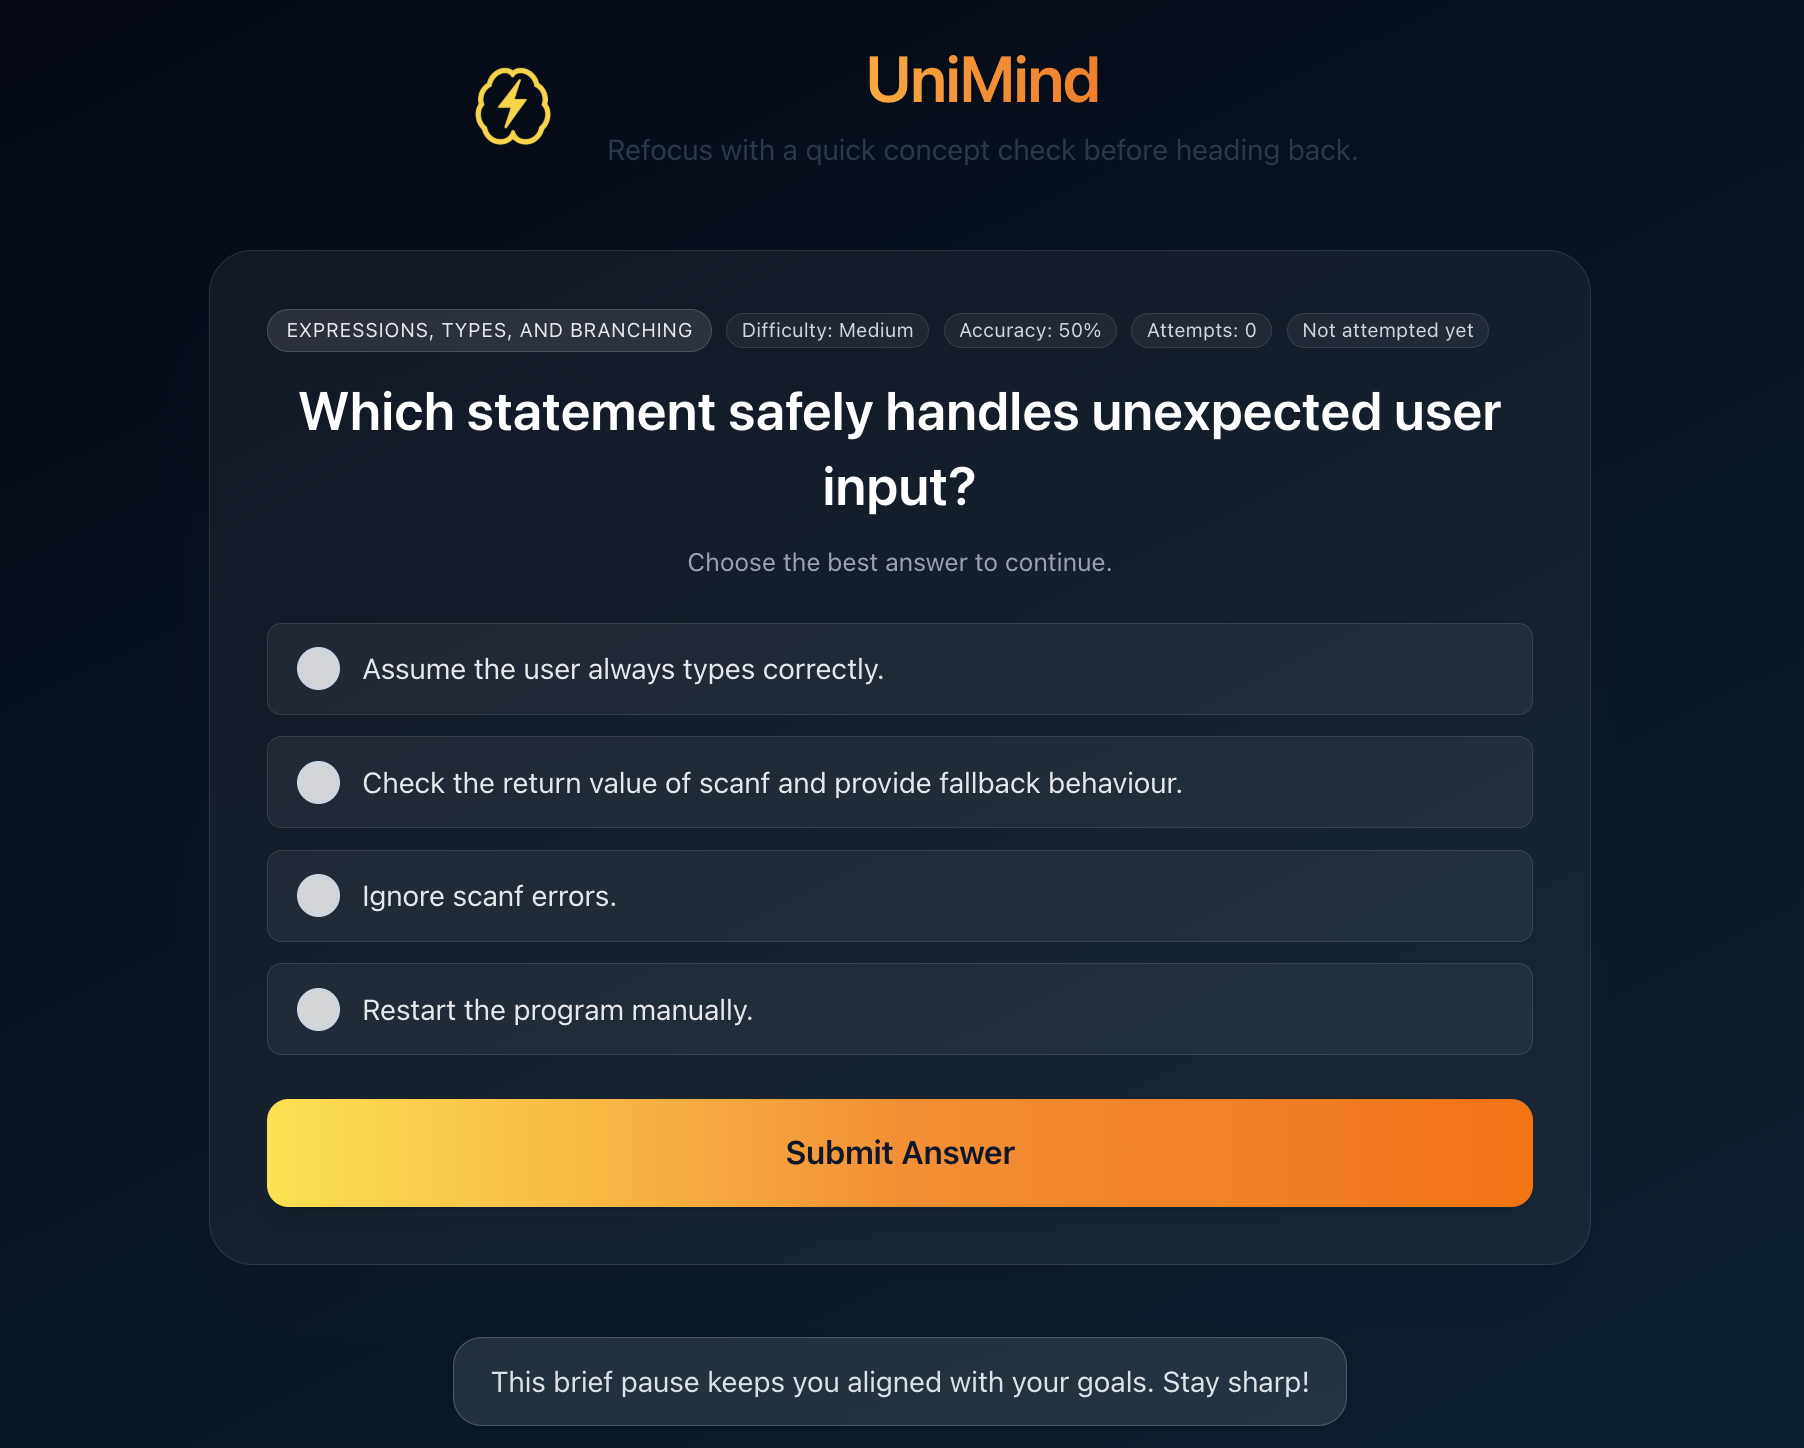 UniMind
Refocus with a quick concept check before heading back.
EXPRESSIONS, TYPES, AND BRANCHING Difficulty: Medium Accuracy: 50% Attempts: 0 Not attempted yet
Which statement safely handles unexpected user
input?
Choose the best answer to continue.
Assume the user always types correctly.
Check the return value of scanf and provide fallback behaviour.
Ignore scanf errors.
Restart the program manually.
Submit Answer
This brief pause keeps you aligned with your goals. Stay sharp!